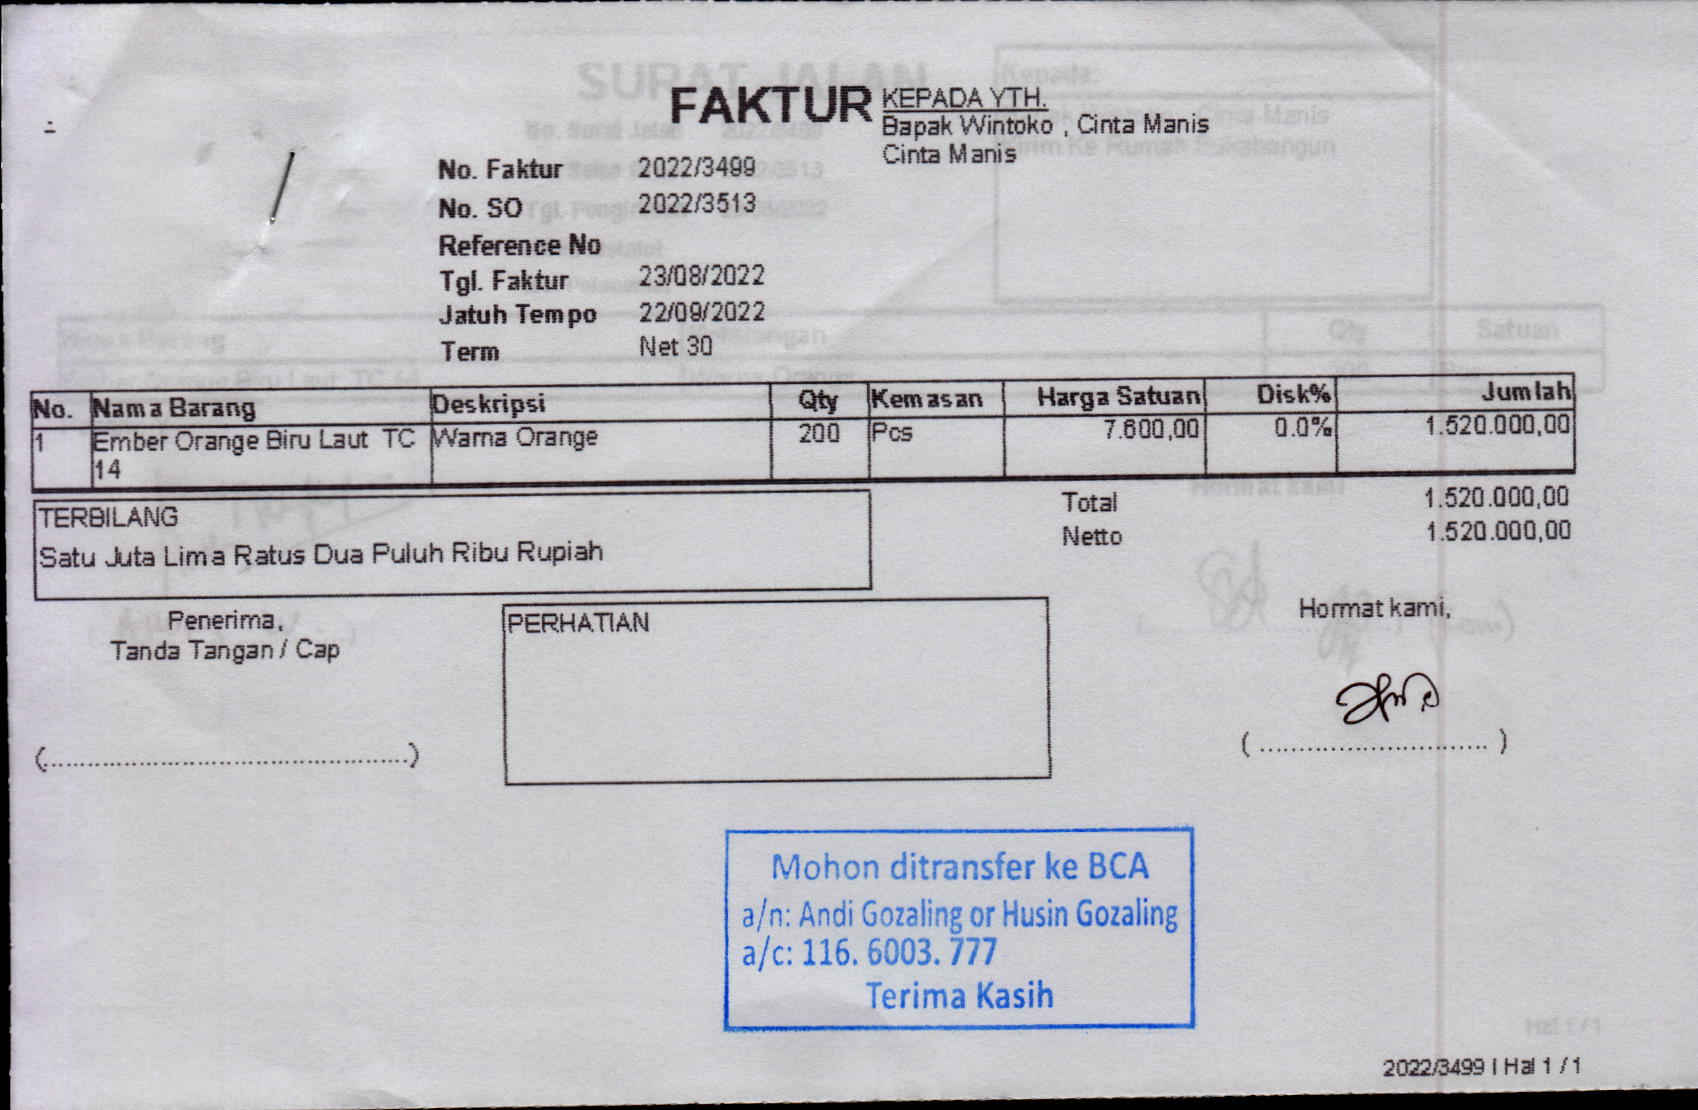 FAKTUR
KEPADA YTH.
Bapak Wintoko , Cinta Manis
Cinta Manis
No. Faktur 2022/3499
No. SO 2022/3513
Reference No
Tgl. Faktur 23/08/2022
Jatuh Tempo 22/09/2022
Term Net 30
No. Nama Barang Deskripsi Qty Kemasan Harga Satuan Disk% Jumlah
1 Ember Orange Biru Laut TC 14 Warna Orange 200 Pcs 7.600,00 0.0% 1.520.000,00
Total 1.520.000,00
Netto 1.520.000,00
TERBILANG
Satu Juta Lima Ratus Dua Puluh Ribu Rupiah
Penerima,
Tanda Tangan / Cap
(...............................................)
PERHATIAN
Hormat kami,
( ............................. )
Mohon ditransfer ke BCA
a/n: Andi Gozaling or Husin Gozaling
a/c: 116. 6003. 777
Terima Kasih
2022/3499 | Hal 1 / 1